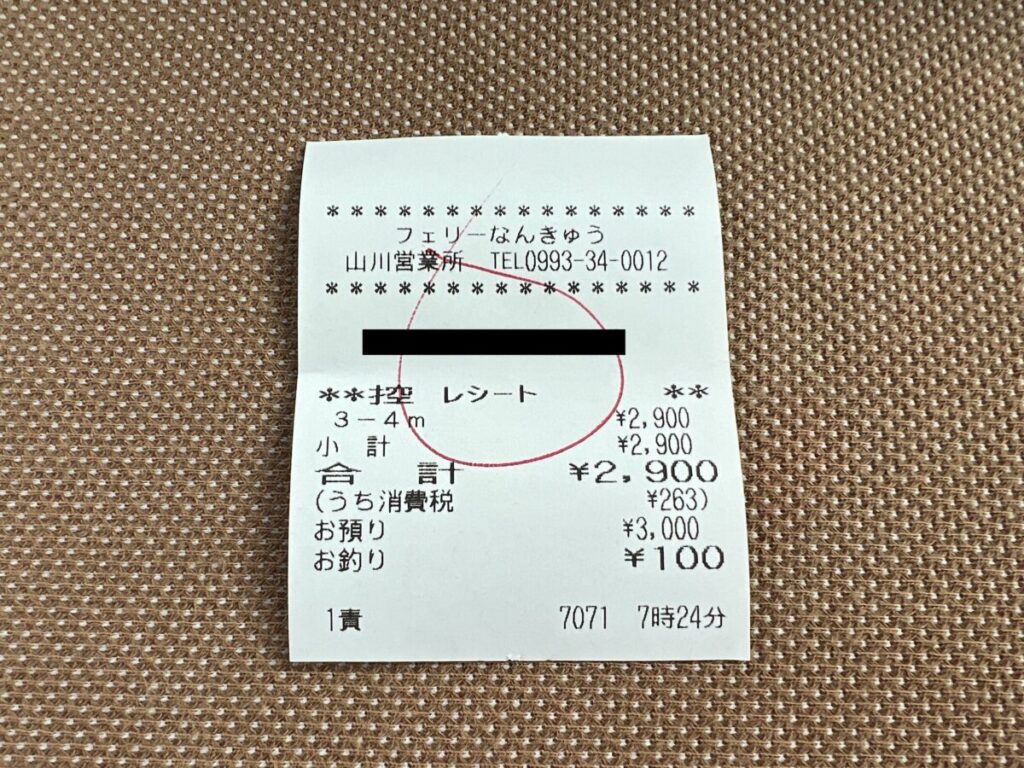 ****************
フェリーなんきゅう
山川営業所 TEL0993-34-0012
****************
**控 レシート **
3-4m ¥2,900
小 計 ¥2,900
合 計 ¥2,900
(うち消費税 ¥263)
お預り ¥3,000
お釣り ¥100
1責 7071 7時24分